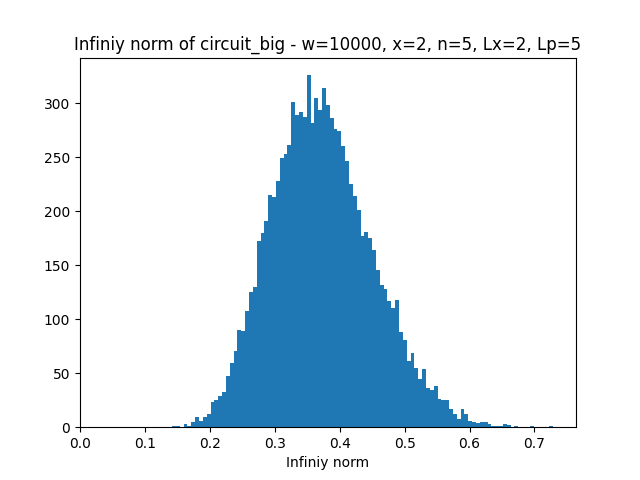 Infiniy norm of circuit_big - w=10000, x=2, n=5, Lx=2, Lp=5
300
250
200
150
100
50
0
0.0 0.1 0.2 0.3 0.4 0.5 0.6 0.7
Infiniy norm